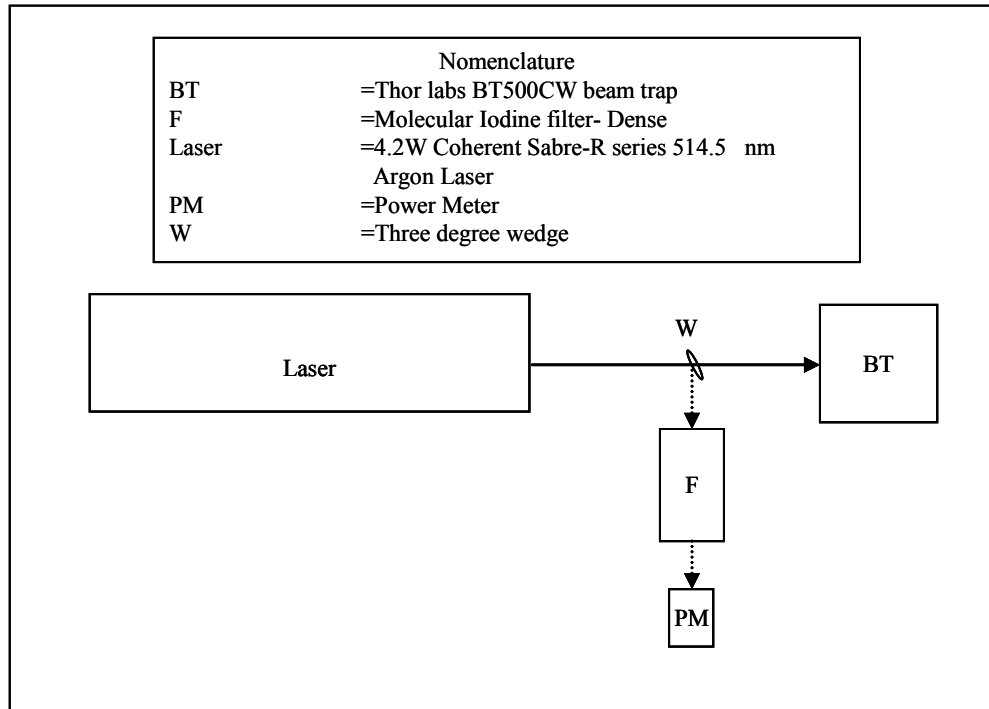 Nomenclature
BT =Thor labs BT500CW beam trap
F =Molecular Iodine filter- Dense
Laser =4.2W Coherent Sabre-R series 514.5 nm
Argon Laser
PM =Power Meter
W =Three degree wedge
W
Laser
BT
F
PM